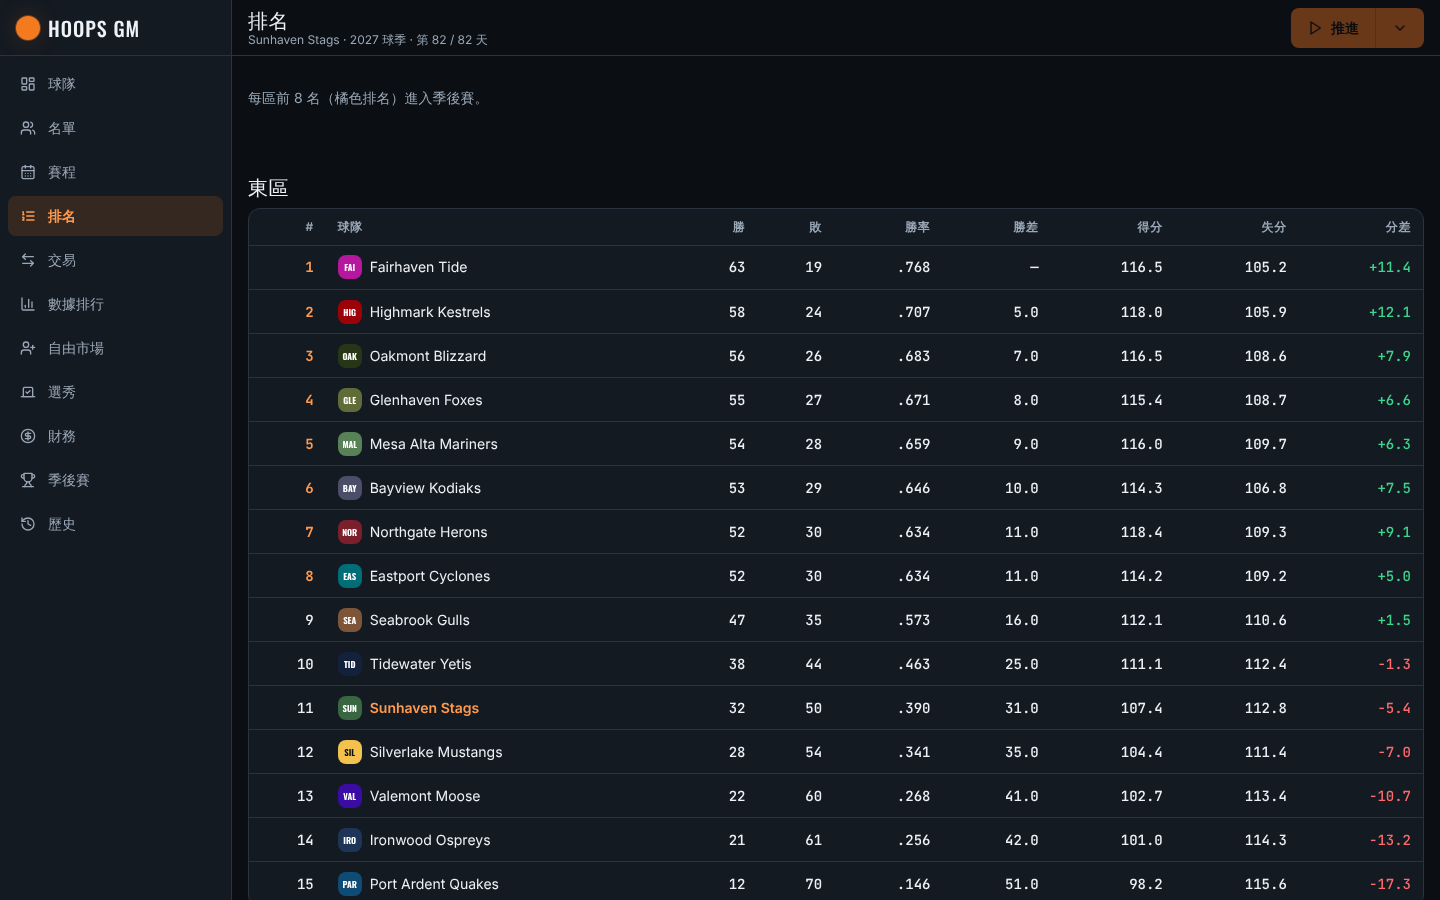 HOOPS GM
球隊
名單
賽程
排名
交易
數據排行
自由市場
選秀
財務
季後賽
歷史
排名
Sunhaven Stags · 2027 球季 · 第 82 / 82 天
推進
每區前 8 名（橘色排名）進入季後賽。
東區
# 球隊 勝 敗 勝率 勝差 得分 失分 分差
1 FAI Fairhaven Tide 63 19 .768 — 116.5 105.2 +11.4
2 HIG Highmark Kestrels 58 24 .707 5.0 118.0 105.9 +12.1
3 OAK Oakmont Blizzard 56 26 .683 7.0 116.5 108.6 +7.9
4 GLE Glenhaven Foxes 55 27 .671 8.0 115.4 108.7 +6.6
5 MAL Mesa Alta Mariners 54 28 .659 9.0 116.0 109.7 +6.3
6 BAY Bayview Kodiaks 53 29 .646 10.0 114.3 106.8 +7.5
7 NOR Northgate Herons 52 30 .634 11.0 118.4 109.3 +9.1
8 EAS Eastport Cyclones 52 30 .634 11.0 114.2 109.2 +5.0
9 SEA Seabrook Gulls 47 35 .573 16.0 112.1 110.6 +1.5
10 TID Tidewater Yetis 38 44 .463 25.0 111.1 112.4 -1.3
11 SUN Sunhaven Stags 32 50 .390 31.0 107.4 112.8 -5.4
12 SIL Silverlake Mustangs 28 54 .341 35.0 104.4 111.4 -7.0
13 VAL Valemont Moose 22 60 .268 41.0 102.7 113.4 -10.7
14 IRO Ironwood Ospreys 21 61 .256 42.0 101.0 114.3 -13.2
15 PAR Port Ardent Quakes 12 70 .146 51.0 98.2 115.6 -17.3